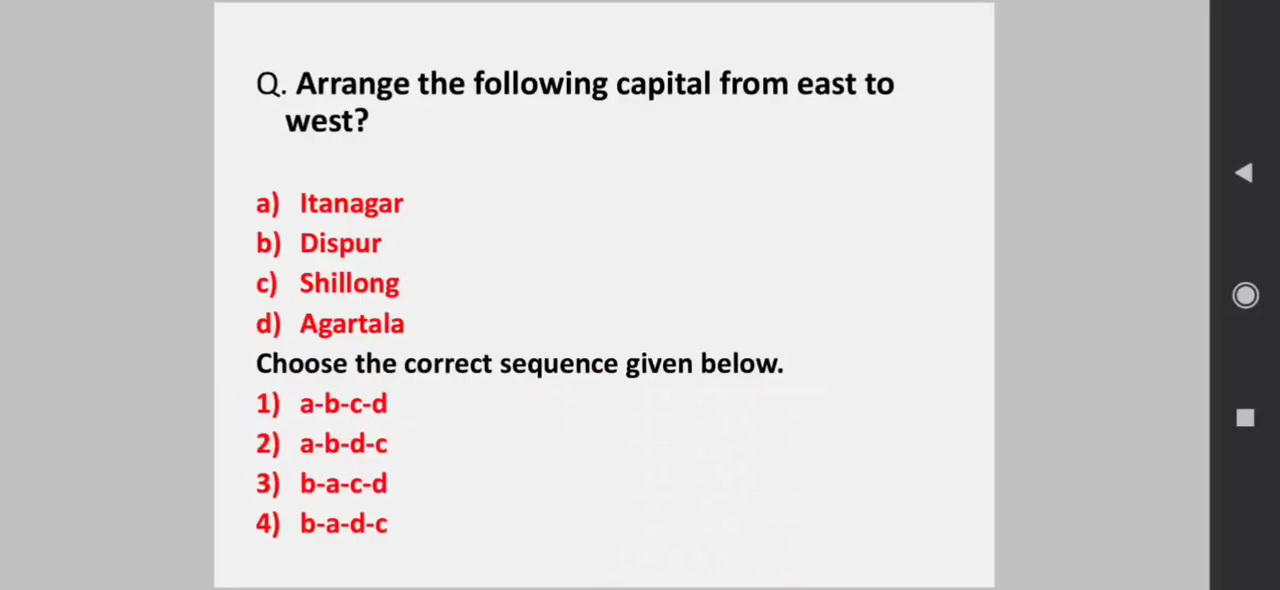 Q. Arrange the following capital from east to
west?
a) Itanagar
b) Dispur
c) Shillong
d) Agartala
Choose the correct sequence given below.
1) a-b-c-d
2) a-b-d-c
3) b-a-c-d
4) b-a-d-c